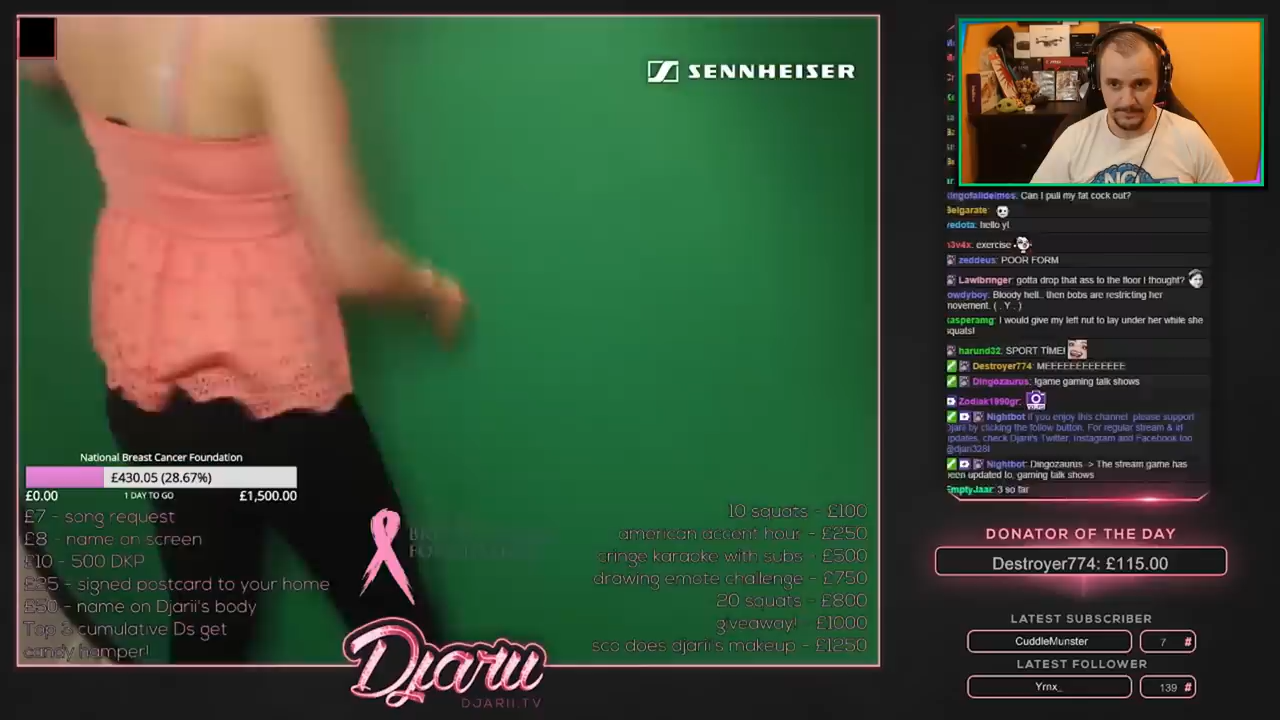 SENNHEISER
National Breast Cancer Foundation
£430.05 (28.67%)
£0.00
1 DAY TO GO
£1,500.00
£7 - song request
£8 - name on screen
£10 - 500 DKP
£25 - signed postcard to your home
- name on Djarii's body
Top cumulative Ds get
candy hamper!
10 squats - £100
american accent hour - £250
cringe karaoke with subs - £500
drawing emote challenge - £750
20 squats - £800
giveaway! - £1000
sco does djarii's makeup - £1250
Djarii
DJARII.TV
Can I pull my fat cock out?
Belgarate:
vedota: hello yl
exercise
zeddeus: POOR FORM
Lawlbringer: gotta drop that ass to the floor I thought?
owdyboy: Bloody hell.. then bobs are restricting her
movement. ( . Y . )
kasperamg: I would give my left nut to lay under her while she
squats!
harund32: SPORT TİME!
Destroyer774: MEEEEEEEEEEEEE
Dingozaurus: !game gaming talk shows
Zodiak1990gr:
Nightbot: If you enjoy this channel, please support
Djarii by clicking the follow button. For regular stream & irl
updates, check Djarii's Twitter, Instagram and Facebook too
@djarii328!
Nightbot: Dingozaurus -> The stream game has
been updated to: gaming talk shows
EmptyJaar: 3 so far
DONATOR OF THE DAY
Destroyer774: £115.00
LATEST SUBSCRIBER
CuddleMunster
7 #
LATEST FOLLOWER
Yrnx_
139 #